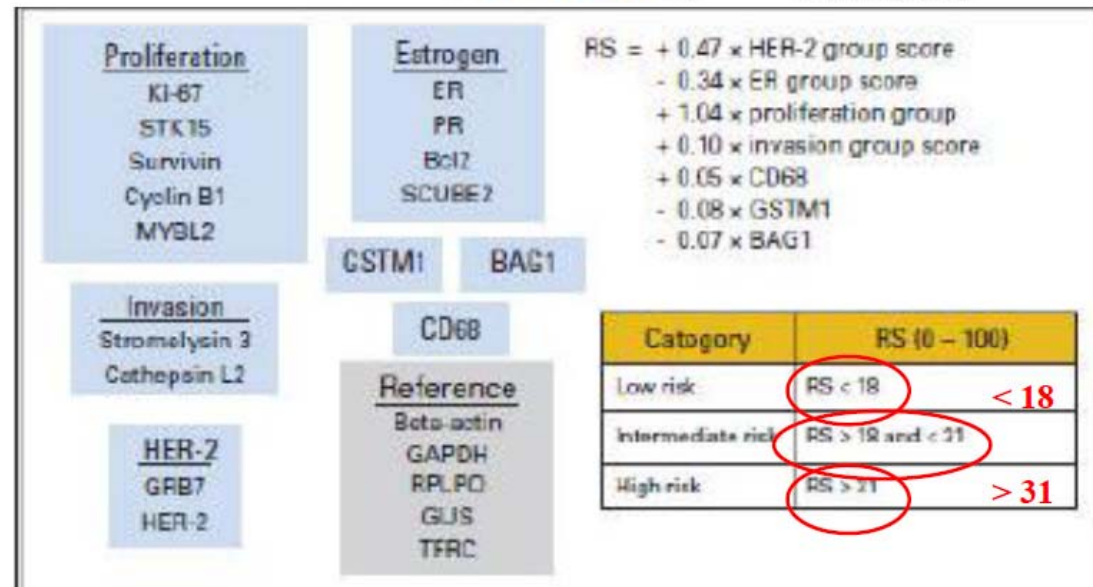 Proliferation
KI-67
STK15
Survivin
Cyclin B1
MYBL2
Estrogen
ER
PR
Bcl2
SCUBE2
RS = + 0.47 × HER-2 group score
- 0.34 × ER group score
+ 1.04 × proliferation group
+ 0.10 × invasion group score
+ 0.05 × CD68
- 0.08 × GSTM1
- 0.07 × BAG1
GSTM1
BAG1
Invasion
Stromelysin 3
Cathepsin L2
CD68
HER-2
GRB7
HER-2
Reference
Beta-actin
GAPDH
RPLPO
GUS
TFRC
Catogory RS (0 – 100)
Low risk RS < 18 < 18
Intermediate risk RS > 18 and < 31
High risk RS > 31 > 31